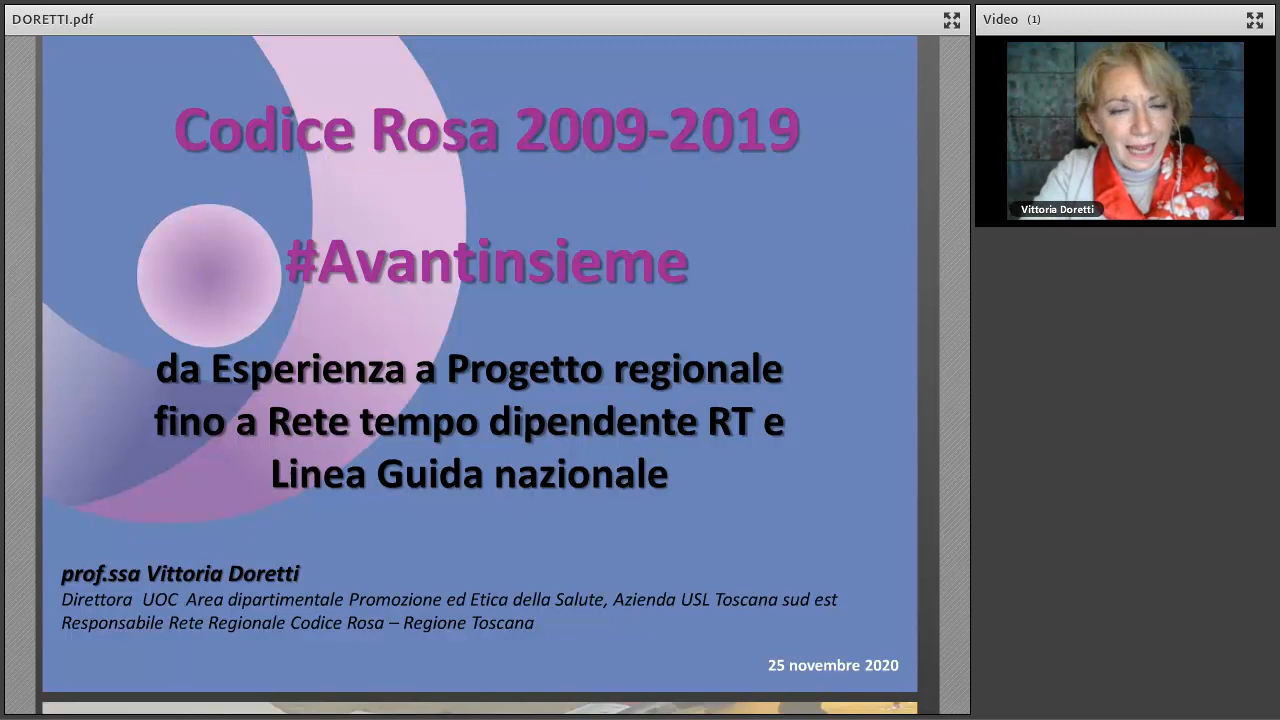 DORETTI.pdf
Codice Rosa 2009-2019
#Avantinsieme
da Esperienza a Progetto regionale
fino a Rete tempo dipendente RT e
Linea Guida nazionale
prof.ssa Vittoria Doretti
Direttora UOC Area dipartimentale Promozione ed Etica della Salute, Azienda USL Toscana sud est
Responsabile Rete Regionale Codice Rosa – Regione Toscana
25 novembre 2020
Video (1)
Vittoria Doretti